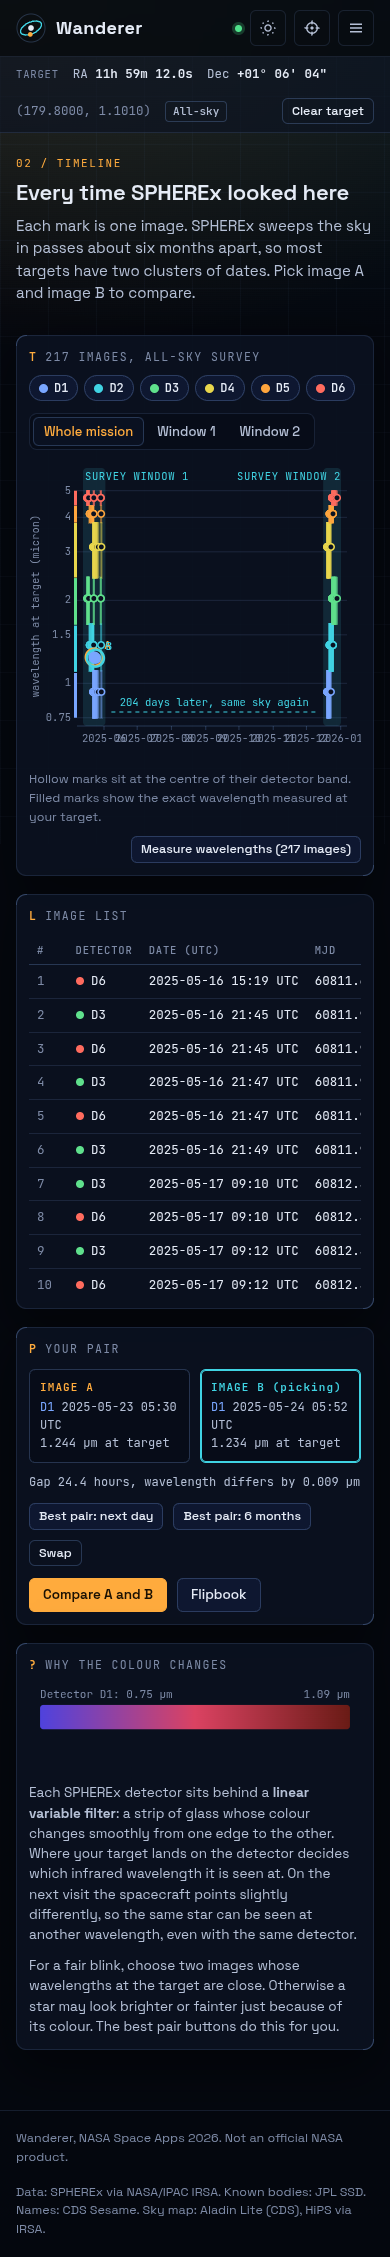 Wanderer
TARGET RA 11h 59m 12.0s Dec +01° 06' 04"
(179.8000, 1.1010) All-sky Clear target
02 / TIMELINE
Every time SPHEREx looked here
Each mark is one image. SPHEREx sweeps the sky
in passes about six months apart, so most
targets have two clusters of dates. Pick image A
and image B to compare.
T 217 IMAGES, ALL-SKY SURVEY
D1 D2 D3 D4 D5 D6
Whole mission Window 1 Window 2
SURVEY WINDOW 1 SURVEY WINDOW 2
wavelength at target (micron)
5
4
3
2
1.5
1
0.75
204 days later, same sky again
Hollow marks sit at the centre of their detector band.
Filled marks show the exact wavelength measured at
your target.
Measure wavelengths (217 images)
L IMAGE LIST
# DETECTOR DATE (UTC) MJD
1 D6 2025-05-16 15:19 UTC 60811.
2 D3 2025-05-16 21:45 UTC 60811.
3 D6 2025-05-16 21:45 UTC 60811.
4 D3 2025-05-16 21:47 UTC 60811.
5 D6 2025-05-16 21:47 UTC 60811.
6 D3 2025-05-16 21:49 UTC 60811.
7 D3 2025-05-17 09:10 UTC 60812.
8 D6 2025-05-17 09:10 UTC 60812.
9 D3 2025-05-17 09:12 UTC 60812.
10 D6 2025-05-17 09:12 UTC 60812.
P YOUR PAIR
IMAGE A
D1 2025-05-23 05:30
UTC
1.244 µm at target
IMAGE B (picking)
D1 2025-05-24 05:52
UTC
1.234 µm at target
Gap 24.4 hours, wavelength differs by 0.009 µm
Best pair: next day Best pair: 6 months
Swap
Compare A and B Flipbook
? WHY THE COLOUR CHANGES
Detector D1: 0.75 µm 1.09 µm
Each SPHEREx detector sits behind a linear
variable filter: a strip of glass whose colour
changes smoothly from one edge to the other.
Where your target lands on the detector decides
which infrared wavelength it is seen at. On the
next visit the spacecraft points slightly
differently, so the same star can be seen at
another wavelength, even with the same detector.
For a fair blink, choose two images whose
wavelengths at the target are close. Otherwise a
star may look brighter or fainter just because of
its colour. The best pair buttons do this for you.
Wanderer, NASA Space Apps 2026. Not an official NASA
product.
Data: SPHEREx via NASA/IPAC IRSA. Known bodies: JPL SSD.
Names: CDS Sesame. Sky map: Aladin Lite (CDS), HiPS via
IRSA.